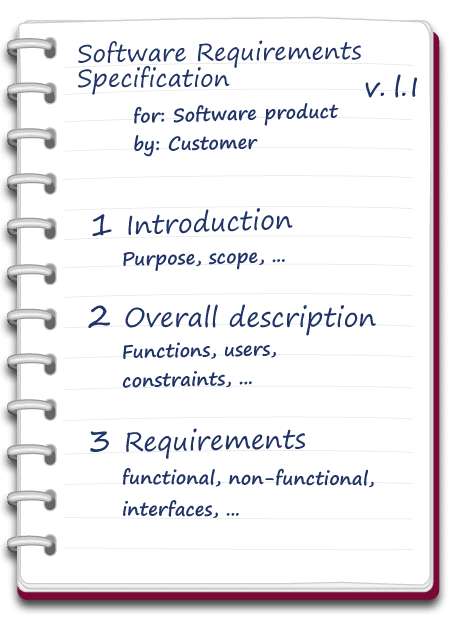 Software Requirements
Specification
v. 1.1
for: Software product
by: Customer
1 Introduction
Purpose, scope, ...
2 Overall description
Functions, users,
constraints, ...
3 Requirements
functional, non-functional,
interfaces, ...